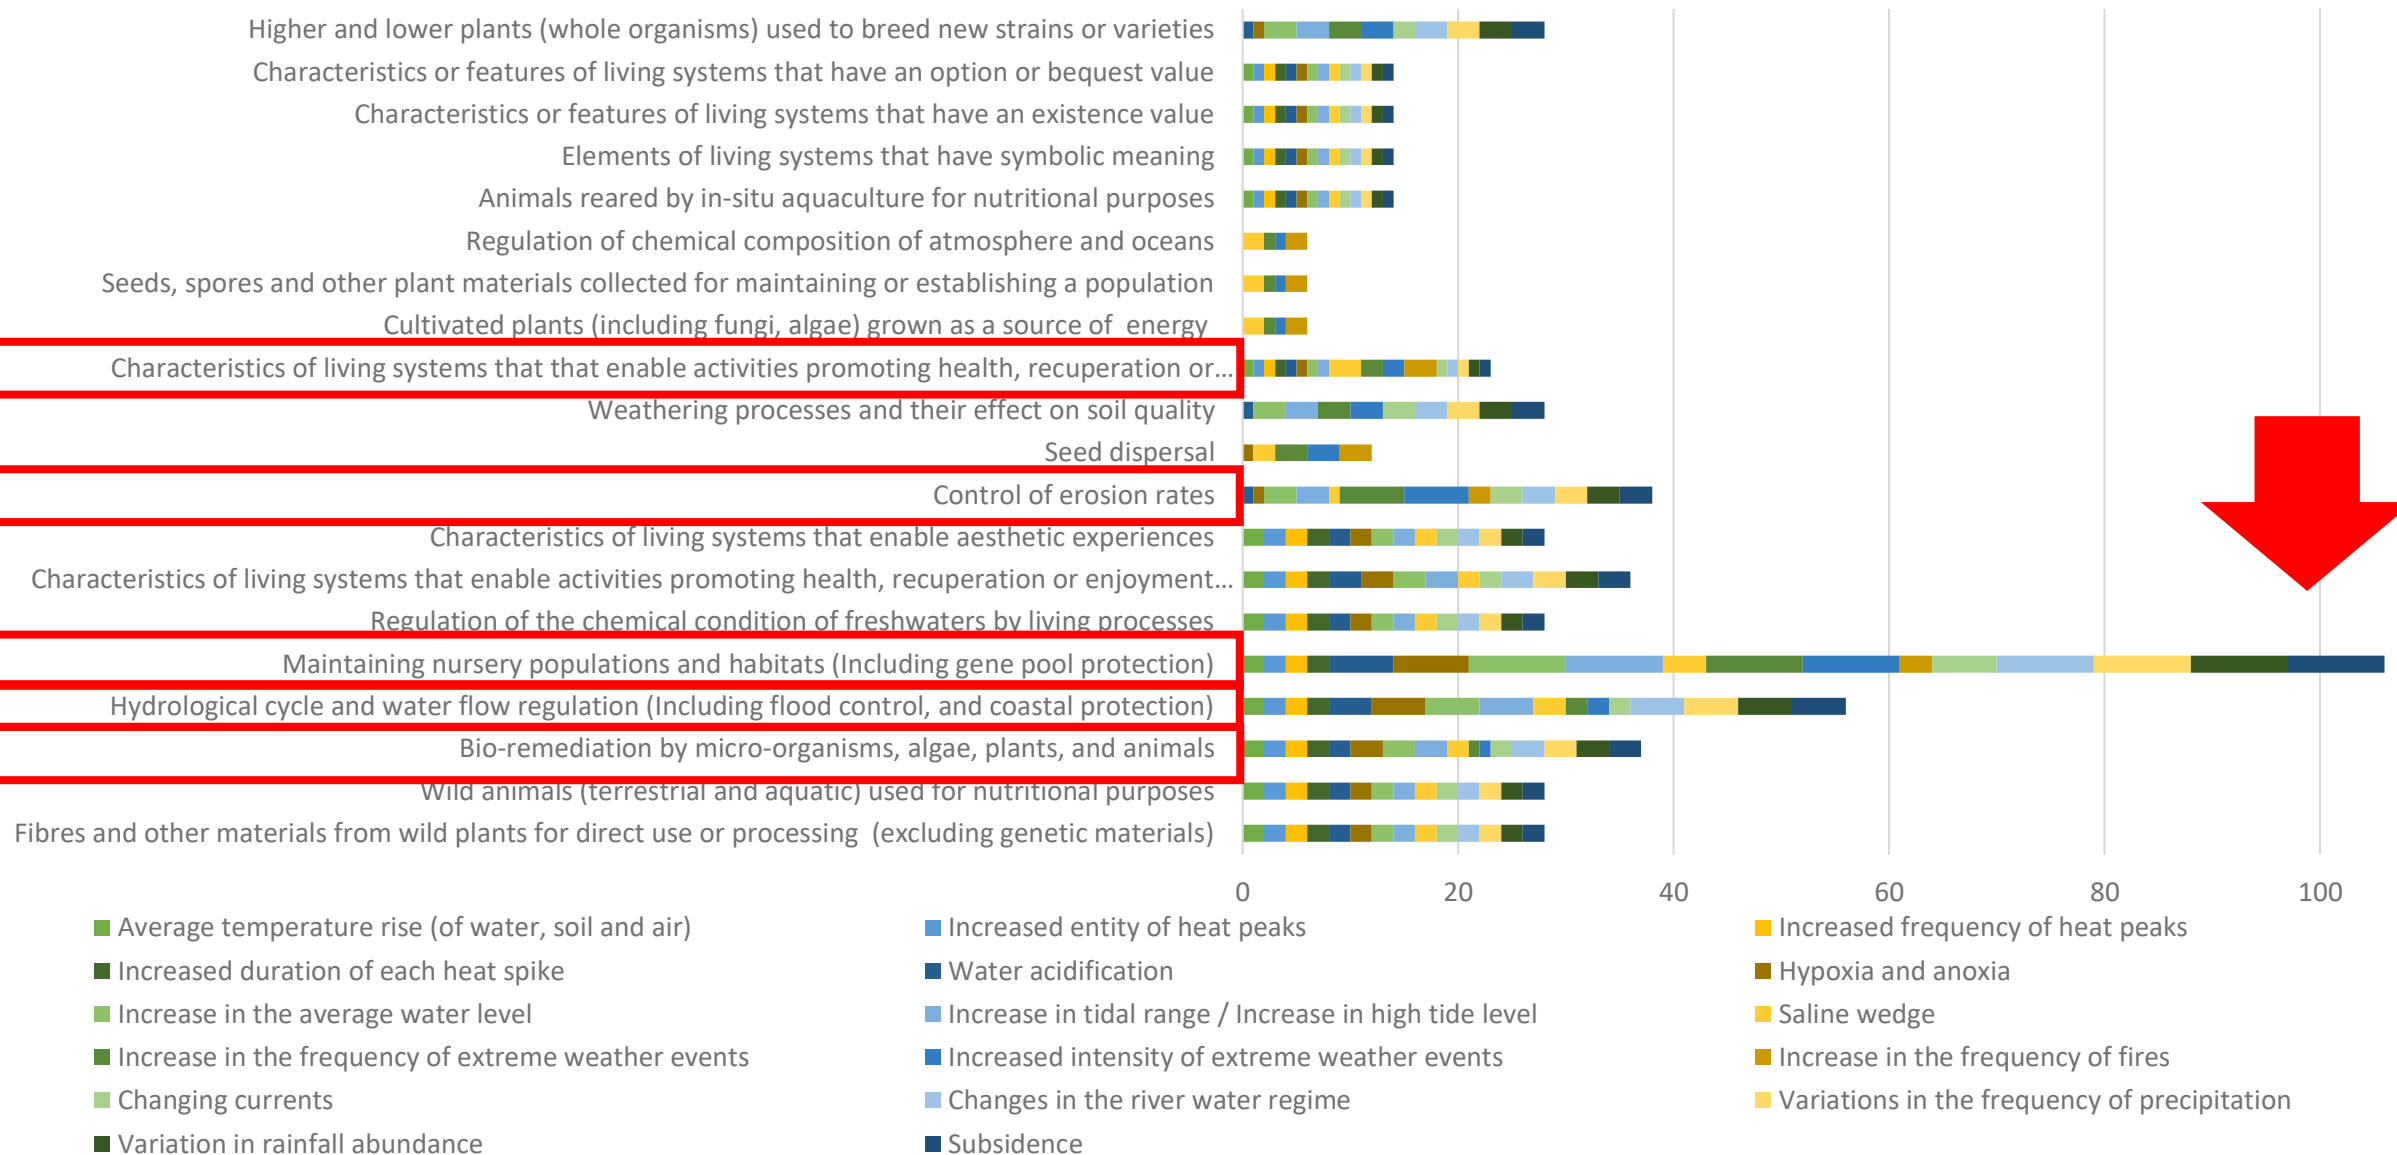 Higher and lower plants (whole organisms) used to breed new strains or varieties
Characteristics or features of living systems that have an option or bequest value
Characteristics or features of living systems that have an existence value
Elements of living systems that have symbolic meaning
Animals reared by in-situ aquaculture for nutritional purposes
Regulation of chemical composition of atmosphere and oceans
Seeds, spores and other plant materials collected for maintaining or establishing a population
Cultivated plants (including fungi, algae) grown as a source of energy
Characteristics of living systems that that enable activities promoting health, recuperation or...
Weathering processes and their effect on soil quality
Seed dispersal
Control of erosion rates
Characteristics of living systems that enable aesthetic experiences
Characteristics of living systems that enable activities promoting health, recuperation or enjoyment...
Regulation of the chemical condition of freshwaters by living processes
Maintaining nursery populations and habitats (Including gene pool protection)
Hydrological cycle and water flow regulation (Including flood control, and coastal protection)
Bio-remediation by micro-organisms, algae, plants, and animals
Wild animals (terrestrial and aquatic) used for nutritional purposes
Fibres and other materials from wild plants for direct use or processing (excluding genetic materials)
0 20 40 60 80 100
Average temperature rise (of water, soil and air)
Increased entity of heat peaks
Increased frequency of heat peaks
Increased duration of each heat spike
Water acidification
Hypoxia and anoxia
Increase in the average water level
Increase in tidal range / Increase in high tide level
Saline wedge
Increase in the frequency of extreme weather events
Increased intensity of extreme weather events
Increase in the frequency of fires
Changing currents
Changes in the river water regime
Variations in the frequency of precipitation
Variation in rainfall abundance
Subsidence